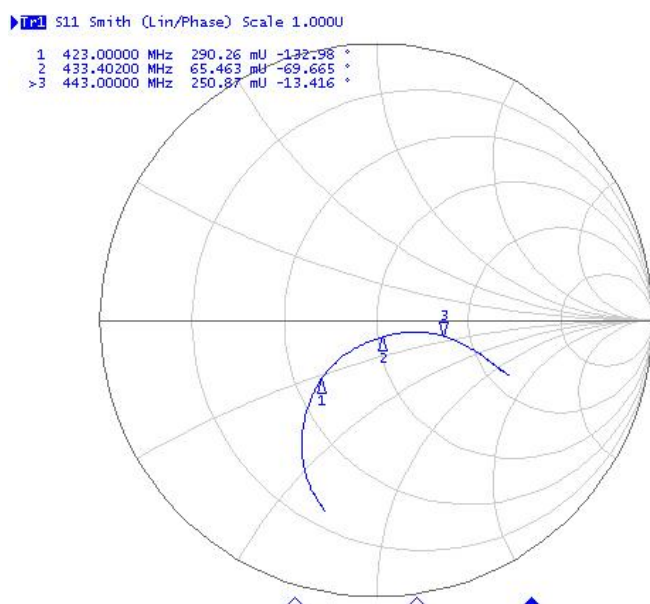 Tr1 S11 Smith (Lin/Phase) Scale 1.000U
1 423.00000 MHz 290.26 mU -132.98 °
2 433.40200 MHz 65.463 mU -69.665 °
>3 443.00000 MHz 250.87 mU -13.416 °
3
2
1